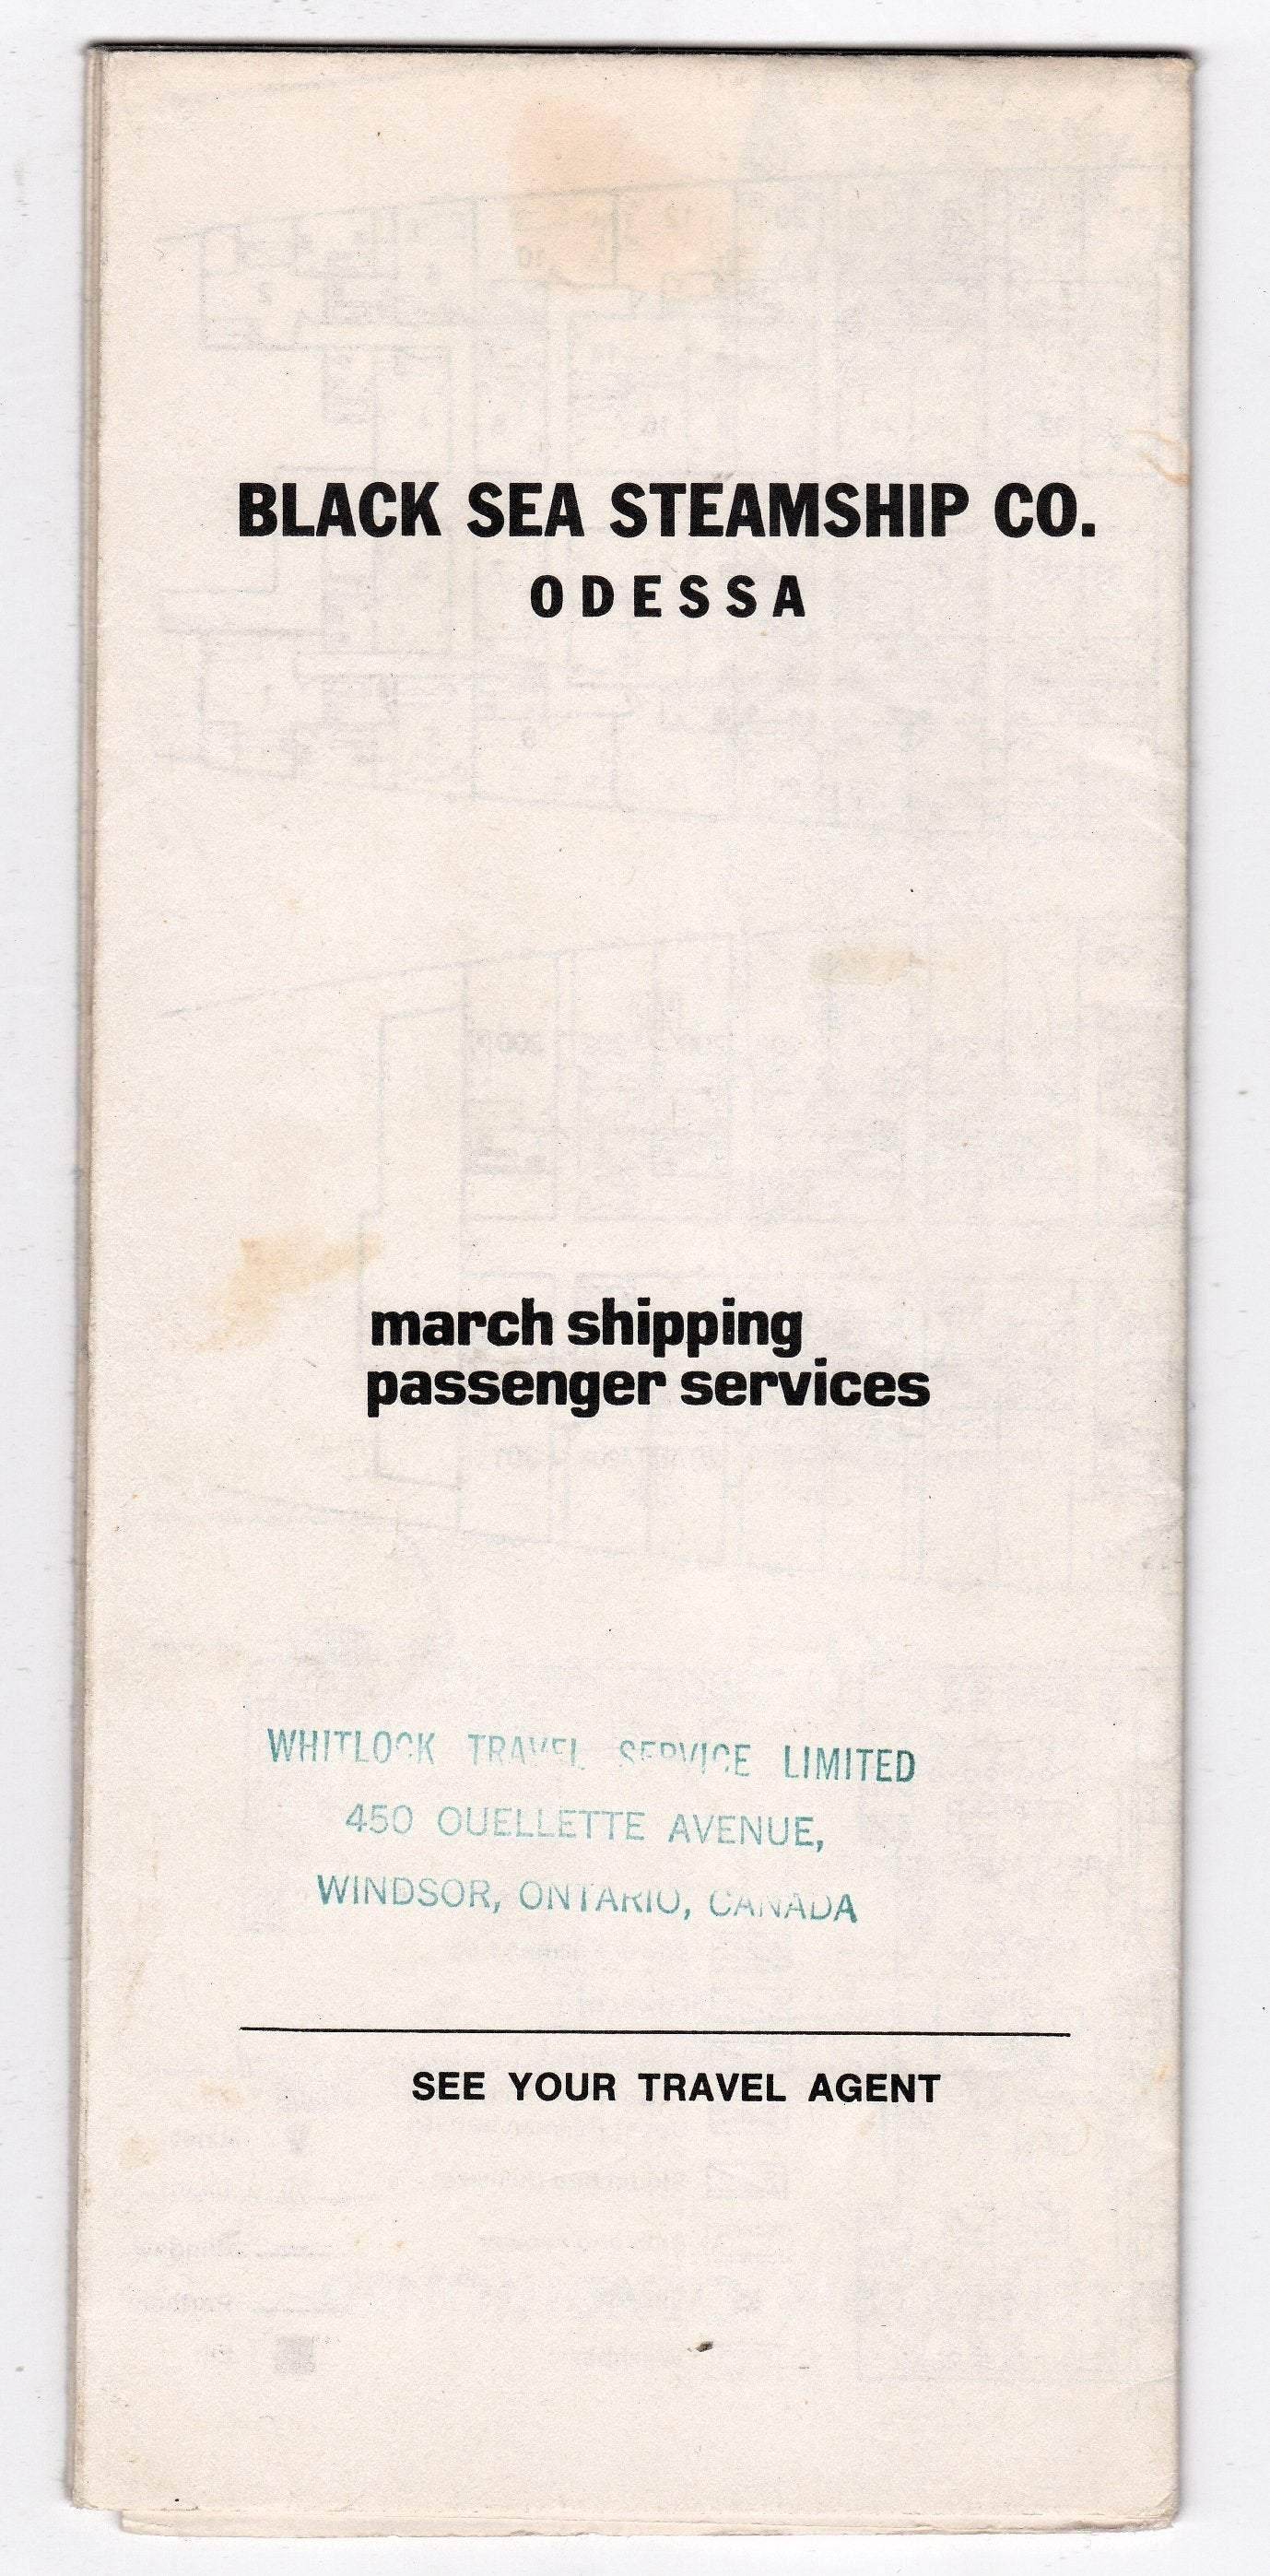 BLACK SEA STEAMSHIP CO.
ODESSA
march shipping
passenger services
WHITLOCK TRAVEL SERVICE LIMITED
450 OUELLETTE AVENUE,
WINDSOR, ONTARIO, CANADA
SEE YOUR TRAVEL AGENT